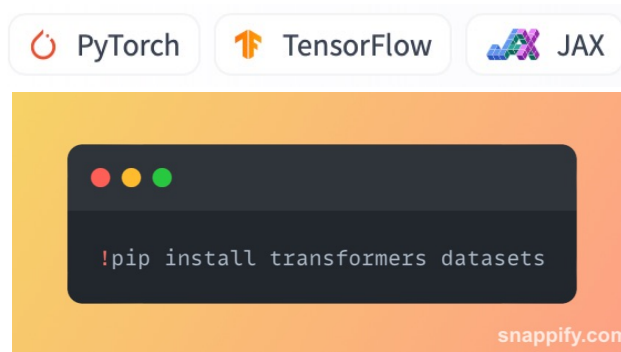 PyTorch TensorFlow JAX
!pip install transformers datasets
snappify.com